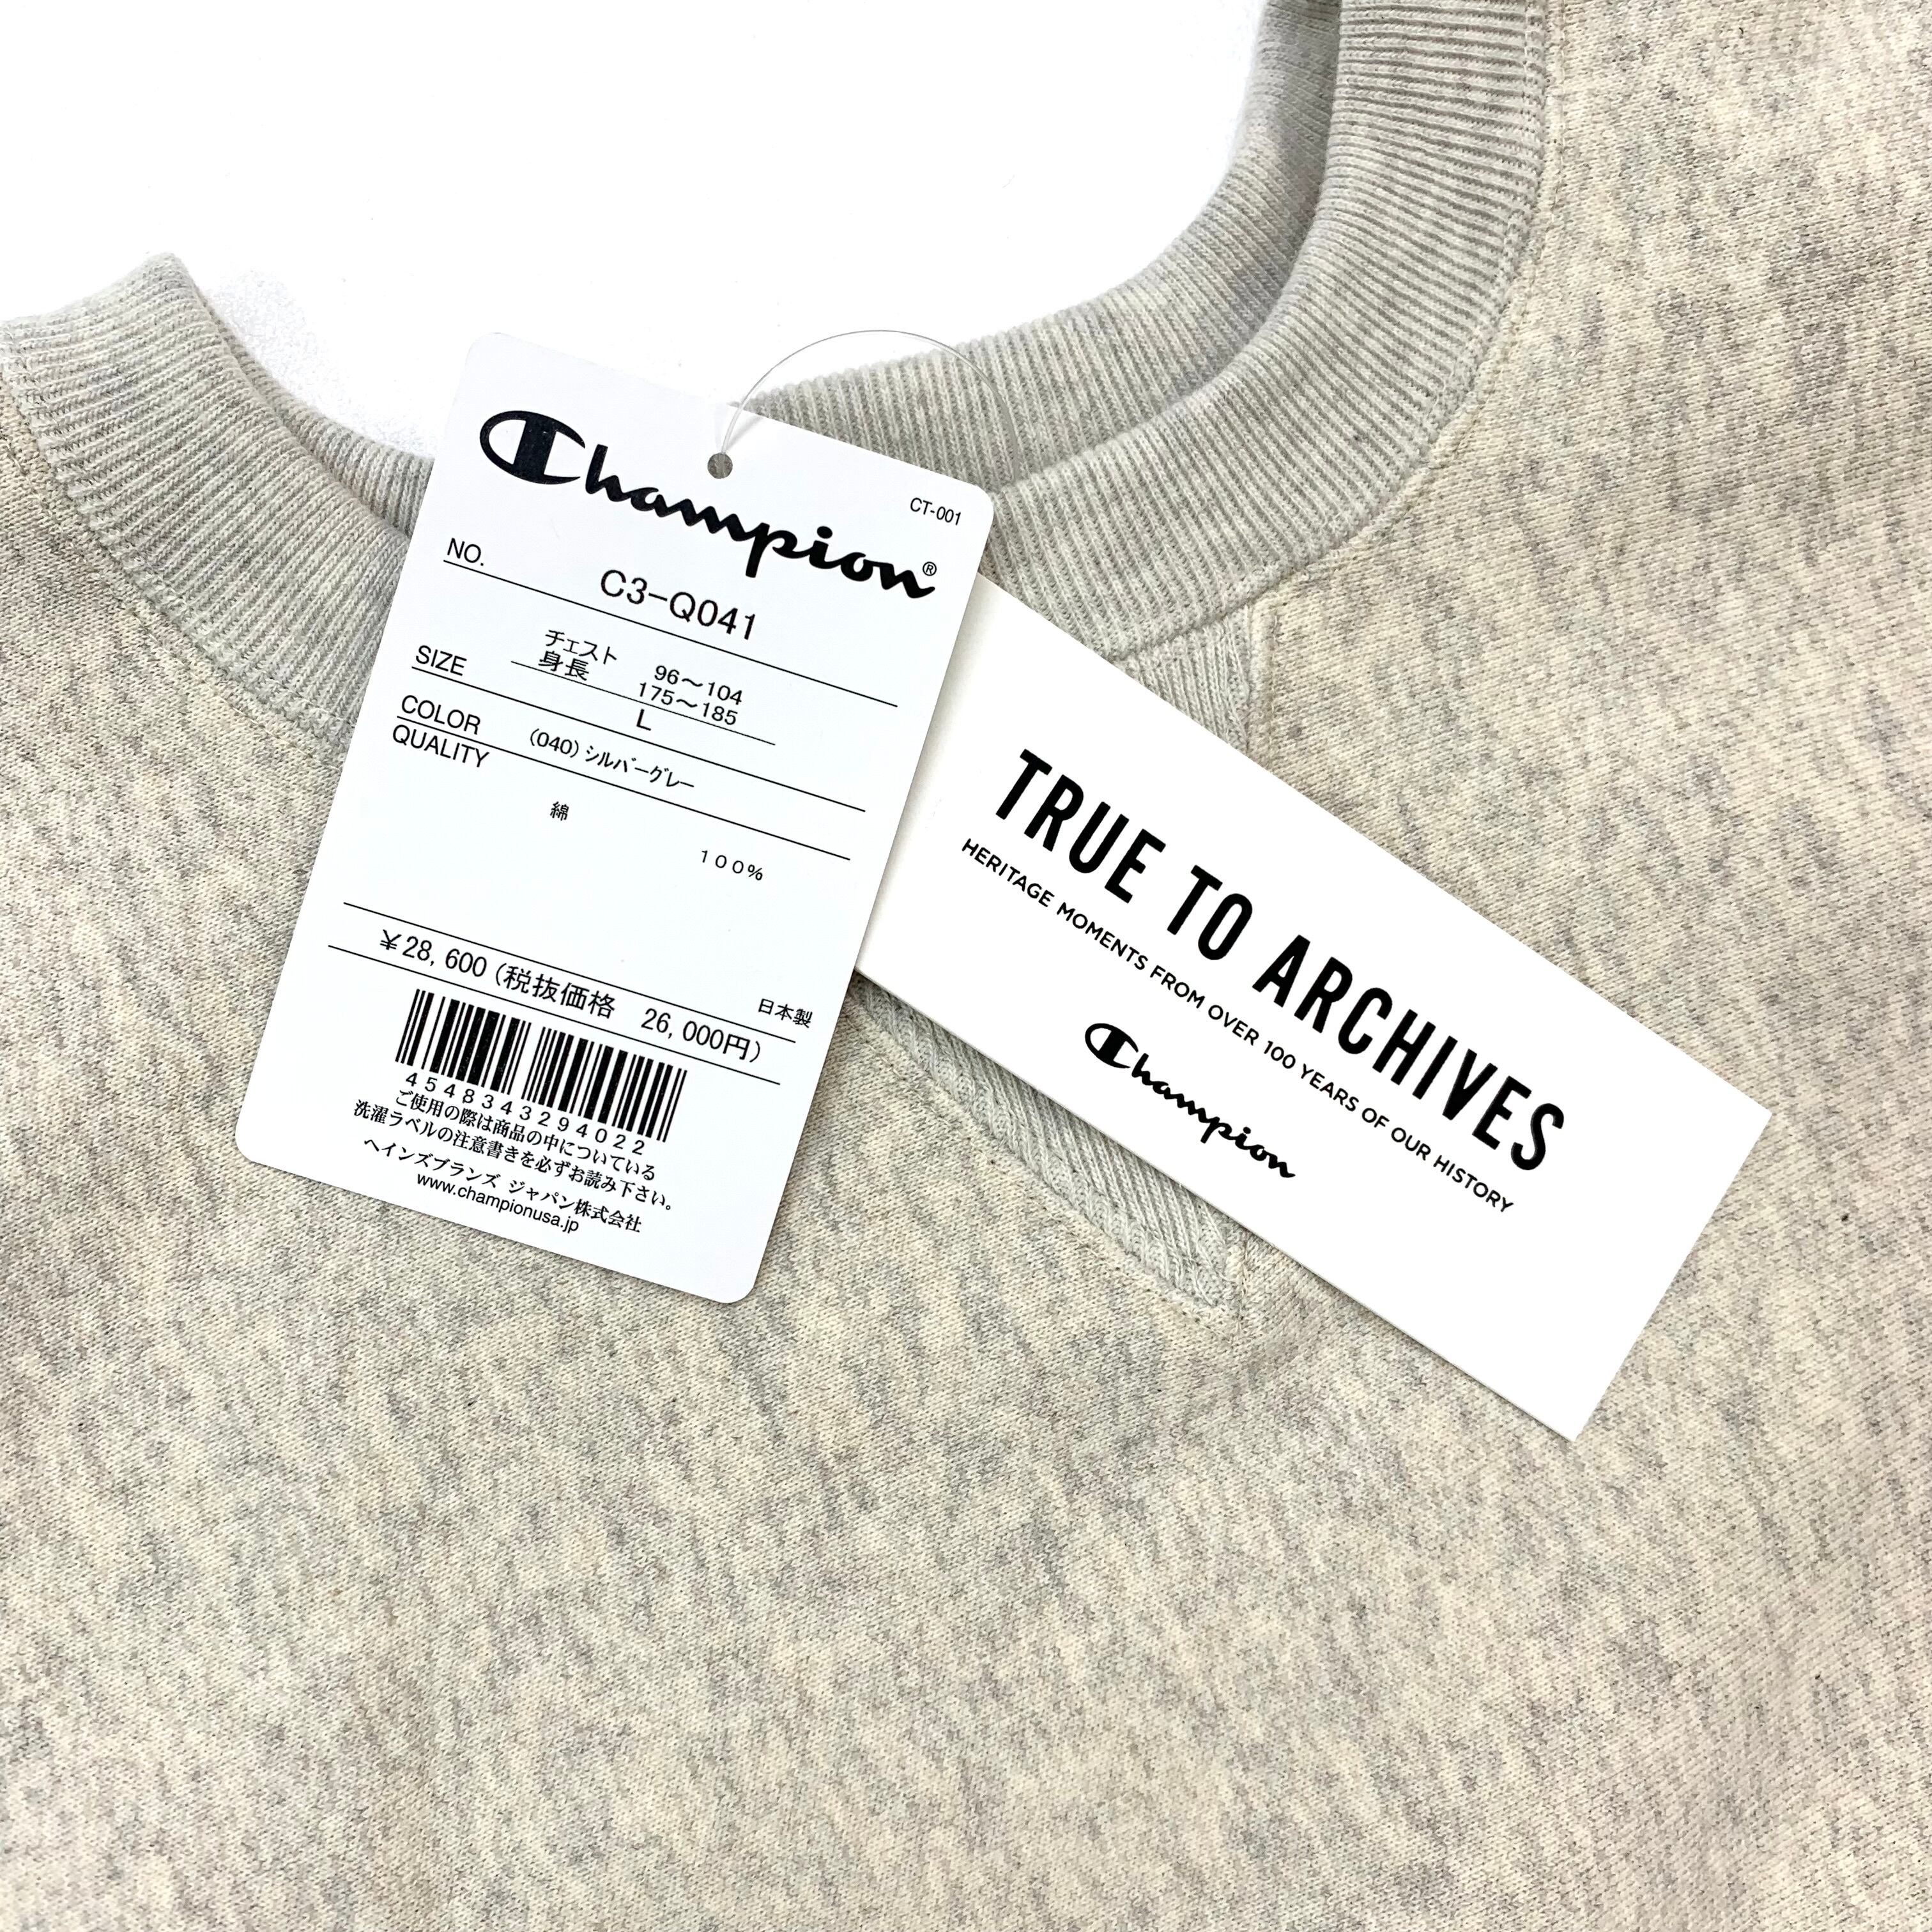 Champion®
CT-001
NO.
C3-Q041
SIZE
チェスト 96～104
身長 175～185
L
COLOR
(040)シルバーグレー
QUALITY
綿
100%
日本製
¥28,600(税抜価格 26,000円)
4548343294022
ご使用の際は商品の中についている
洗濯ラベルの注意書きを必ずお読み下さい。
ヘインズブランズ ジャパン株式会社
www.championusa.jp
TRUE TO ARCHIVES
HERITAGE MOMENTS FROM OVER 100 YEARS OF OUR HISTORY
Champion